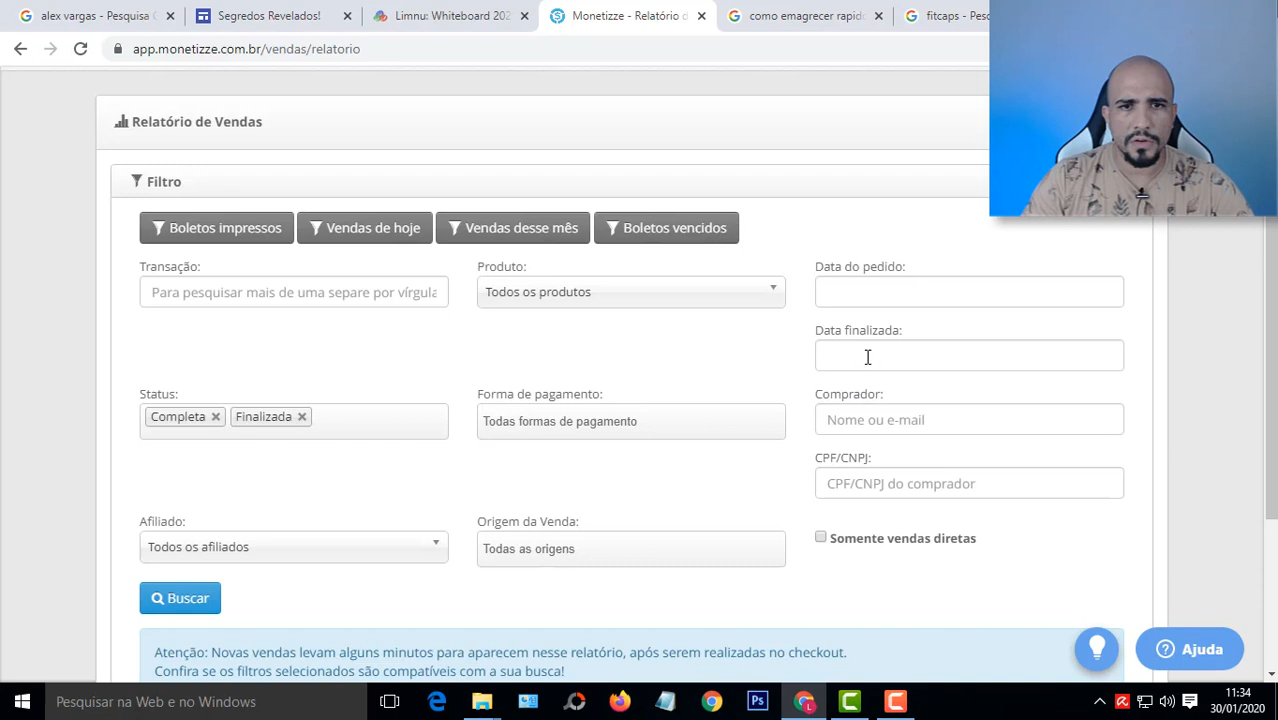 alex vargas - Pesquisa G
Segredos Revelados!
Limnu: Whiteboard 202
Monetizze - Relatório d
como emagrecer rapido
fitcaps - Pesq
app.monetizze.com.br/vendas/relatorio
Relatório de Vendas
Filtro
Boletos impressos
Vendas de hoje
Vendas desse mês
Boletos vencidos
Transação:
Produto:
Data do pedido:
Para pesquisar mais de uma separe por vírgula
Todos os produtos
Data finalizada:
Status:
Forma de pagamento:
Comprador:
Completa
Finalizada
Todas formas de pagamento
Nome ou e-mail
CPF/CNPJ:
CPF/CNPJ do comprador
Afiliado:
Origem da Venda:
Todos os afiliados
Todas as origens
Somente vendas diretas
Buscar
Atenção: Novas vendas levam alguns minutos para aparecem nesse relatório, após serem realizadas no checkout.
Confira se os filtros selecionados são compatíveis com a sua busca!
Ajuda
Pesquisar na Web e no Windows
Ps
L
11:34
30/01/2020